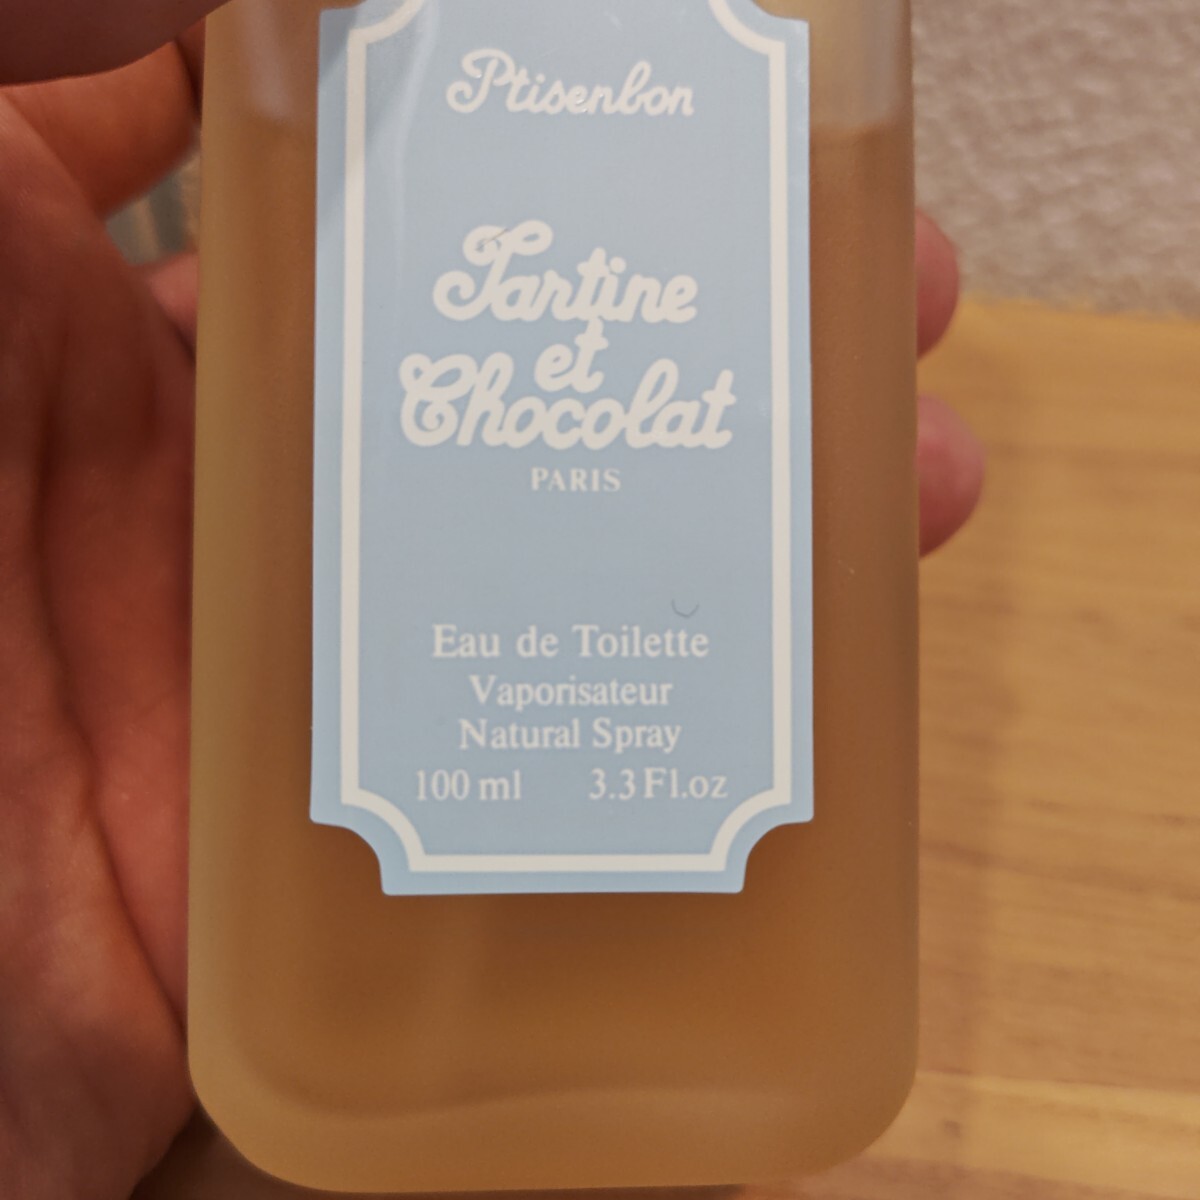 Ptisenbon
Tartine
et
Chocolat
PARIS
Eau de Toilette
Vaporisateur
Natural Spray
100 ml 3.3 Fl.oz